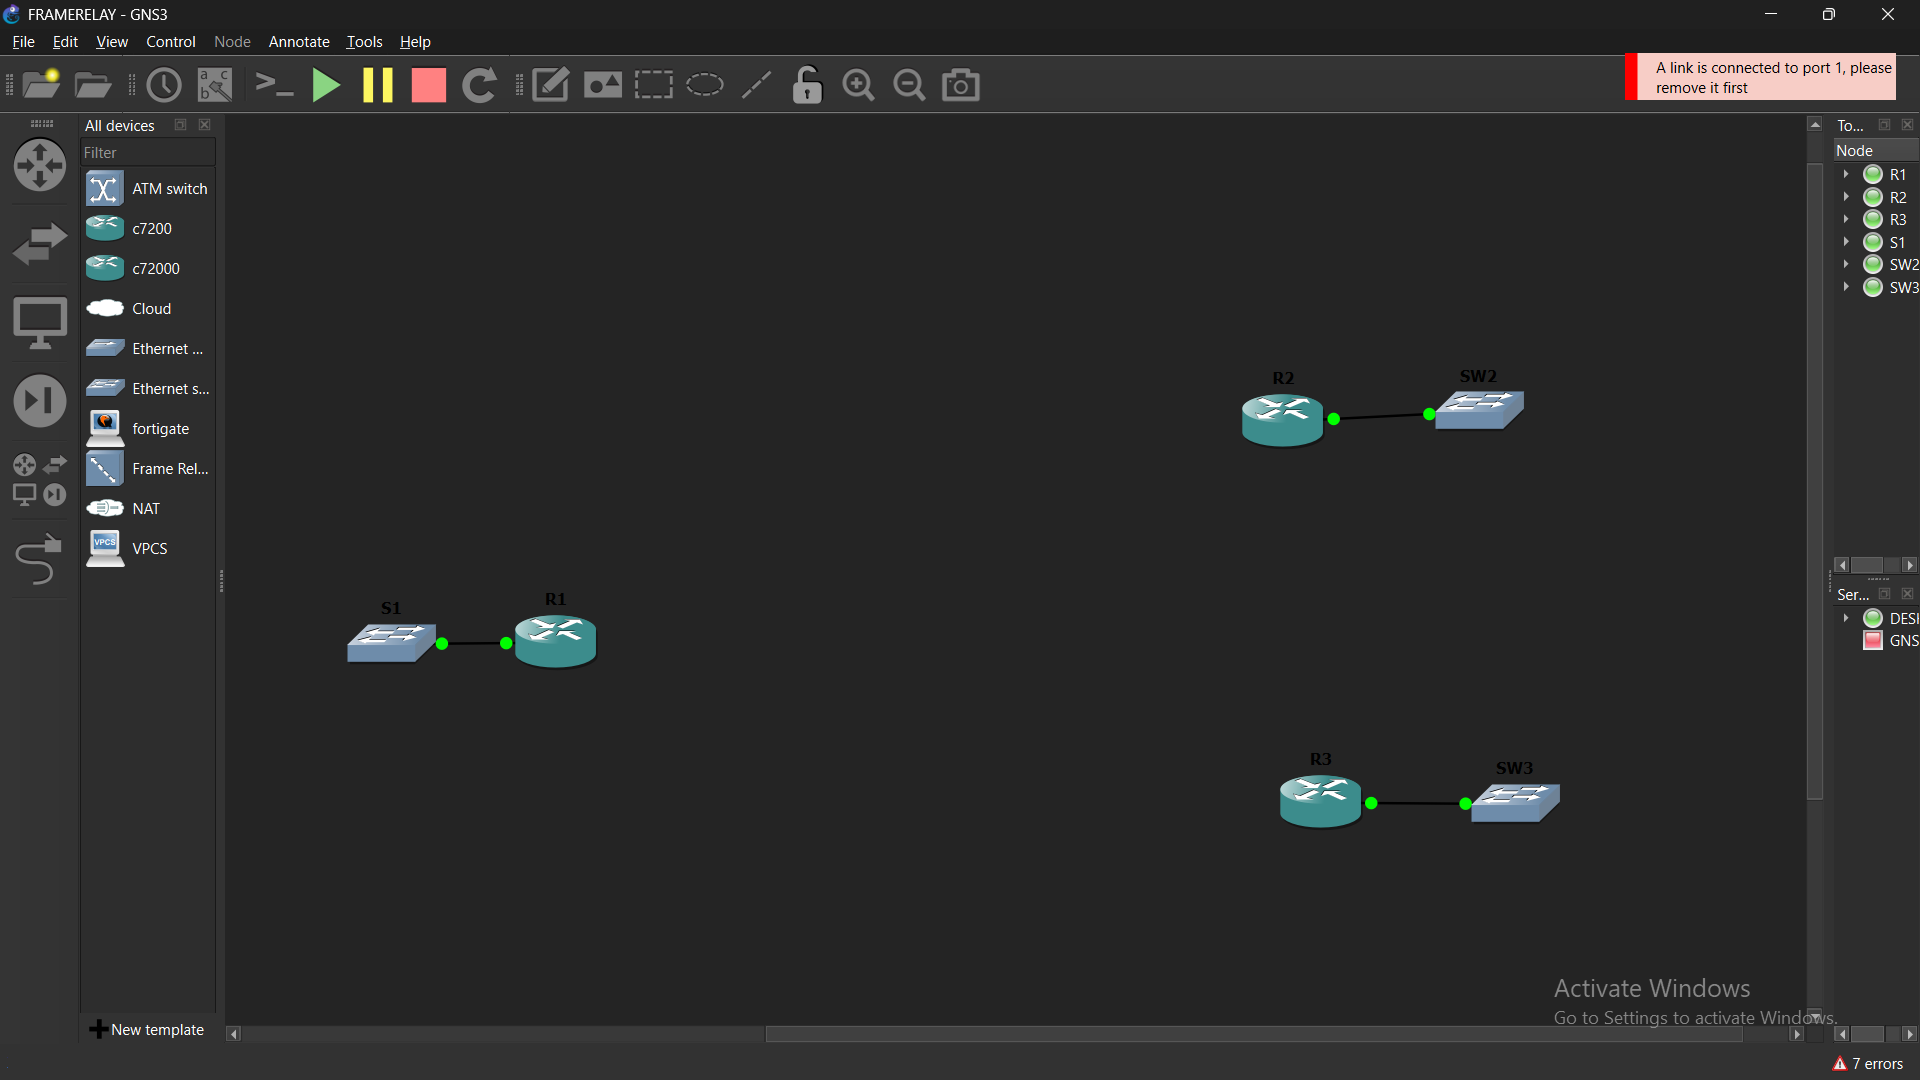 FRAMERELAY - GNS3
File Edit View Control Node Annotate Tools Help
A link is connected to port 1, please
remove it first
All devices
Filter
ATM switch
c7200
c72000
Cloud
Ethernet ...
Ethernet s...
fortigate
Frame Rel...
NAT
VPCS
VPCS
New template
R2
SW2
S1
R1
R3
SW3
To...
Node
R1
R2
R3
S1
SW2
SW3
Ser...
DESI
GNS
Activate Windows
Go to Settings to activate Windows.
7 errors